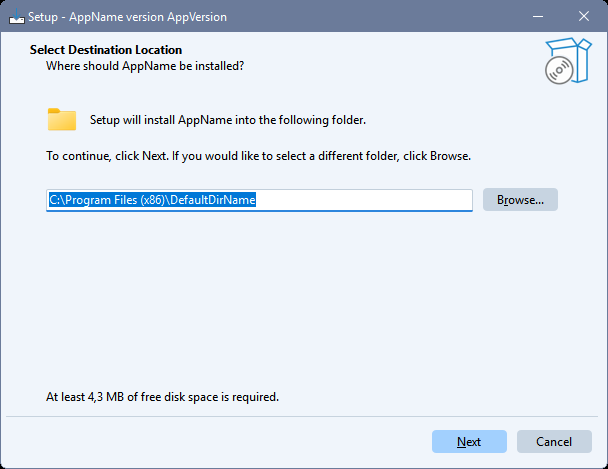 Setup - AppName version AppVersion
Select Destination Location
Where should AppName be installed?
Setup will install AppName into the following folder.
To continue, click Next. If you would like to select a different folder, click Browse.
C:\Program Files (x86)\DefaultDirName
Browse...
At least 4,3 MB of free disk space is required.
Next
Cancel